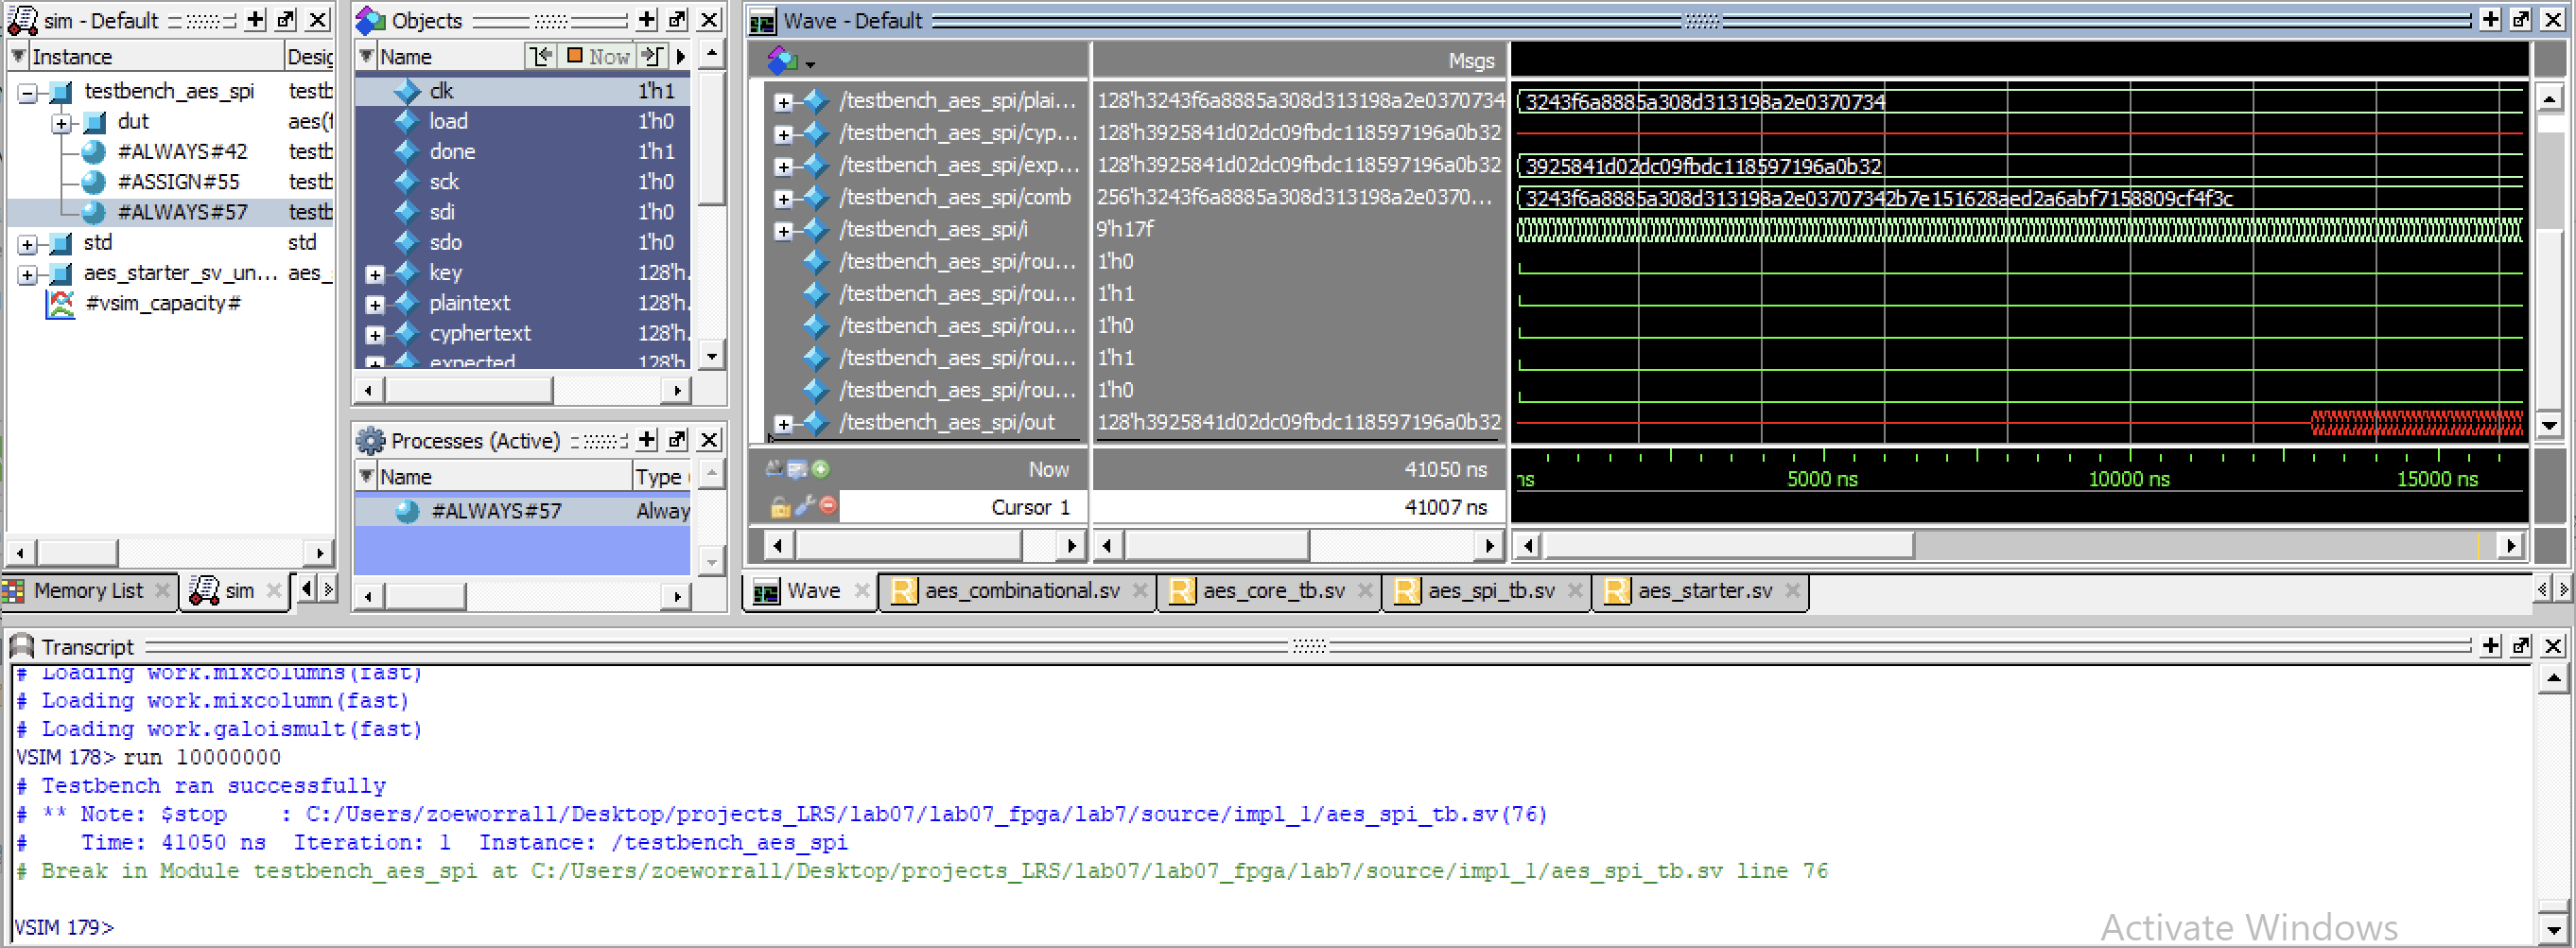 sim - Default
Instance Desig
testbench_aes_spi testb
dut aes(f
#ALWAYS#42 testb
#ASSIGN#55 testb
#ALWAYS#57 testb
std std
aes_starter_sv_un... aes_
#vsim_capacity#
Memory List sim
Objects
Name Now
clk 1'h1
load 1'h0
done 1'h1
sck 1'h0
sdi 1'h0
sdo 1'h0
key 128'h.
plaintext 128'h.
cyphertext 128'h.
expected 128'h
Processes (Active)
Name Type (
#ALWAYS#57 Alway
Wave - Default
Msgs
/testbench_aes_spi/plai... 128'h3243f6a8885a308d313198a2e0370734 3243f6a8885a308d313198a2e0370734
/testbench_aes_spi/cyp... 128'h3925841d02dc09fbdc118597196a0b32
/testbench_aes_spi/exp... 128'h3925841d02dc09fbdc118597196a0b32 3925841d02dc09fbdc118597196a0b32
/testbench_aes_spi/comb 256'h3243f6a8885a308d313198a2e0370... 3243f6a8885a308d313198a2e03707342b7e151628aed2a6abf7158809cf4f3c
/testbench_aes_spi/i 9'h17f
/testbench_aes_spi/rou... 1'h0
/testbench_aes_spi/rou... 1'h1
/testbench_aes_spi/rou... 1'h0
/testbench_aes_spi/rou... 1'h1
/testbench_aes_spi/rou... 1'h0
/testbench_aes_spi/out 128'h3925841d02dc09fbdc118597196a0b32
Now 41050 ns ns 5000 ns 10000 ns 15000 ns
Cursor 1 41007 ns
Wave aes_combinational.sv aes_core_tb.sv aes_spi_tb.sv aes_starter.sv
Transcript
# Loading work.mixcolumns(fast)
# Loading work.mixcolumn(fast)
# Loading work.galoismult(fast)
VSIM 178> run 10000000
# Testbench ran successfully
# ** Note: $stop : C:/Users/zoeworrall/Desktop/projects_LRS/lab07/lab07_fpga/lab7/source/impl_1/aes_spi_tb.sv(76)
# Time: 41050 ns Iteration: 1 Instance: /testbench_aes_spi
# Break in Module testbench_aes_spi at C:/Users/zoeworrall/Desktop/projects_LRS/lab07/lab07_fpga/lab7/source/impl_1/aes_spi_tb.sv line 76
VSIM 179>
Activate Windows